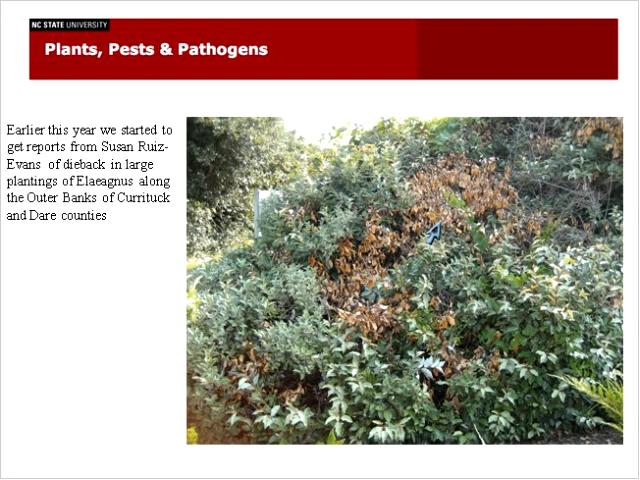 NC STATE UNIVERSITY
Plants, Pests & Pathogens
Earlier this year we started to
get reports from Susan Ruiz-
Evans of dieback in large
plantings of Elaeagnus along
the Outer Banks of Currituck
and Dare counties